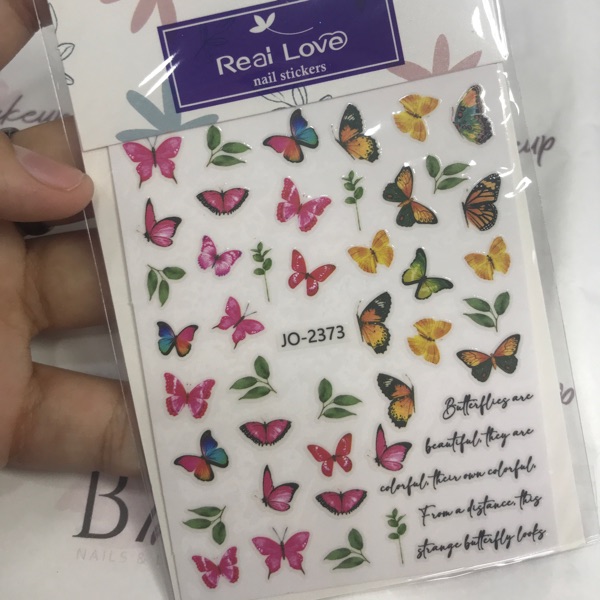 Real Love
nail stickers
JO-2373
Butterflies are
beautiful, they are
colorful, their own colorful,
From a distance, this
strange butterfly looks
NAILS &